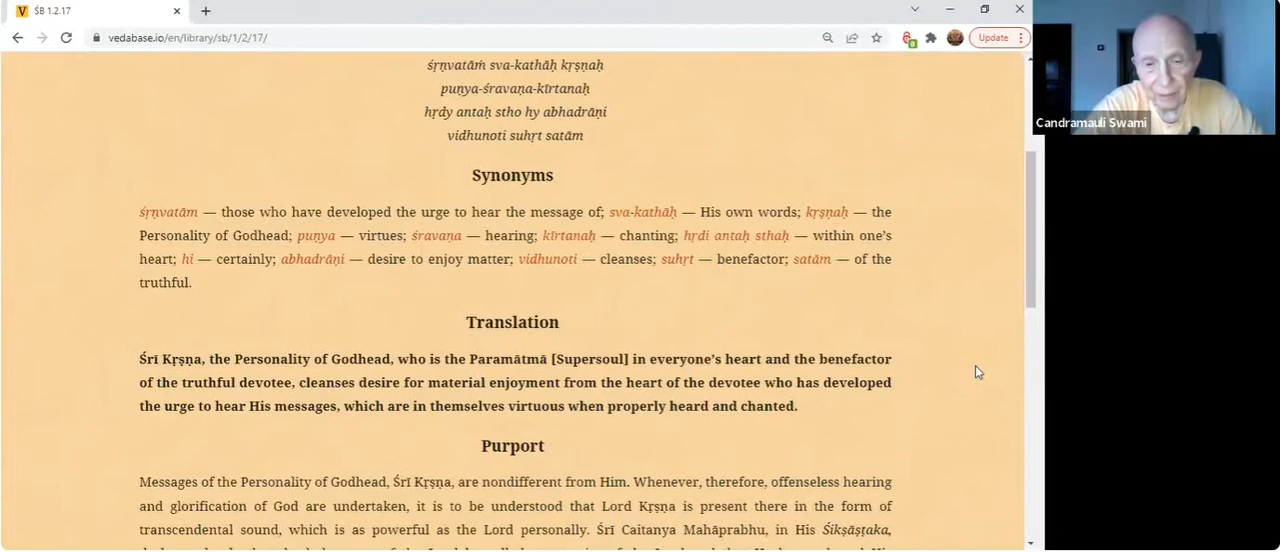 ŚB 1.2.17
vedabase.io/en/library/sb/1/2/17/
Update
śṛṇvatāṁ sva-kathāḥ kṛṣṇaḥ
puṇya-śravaṇa-kīrtanaḥ
hṛdy antaḥ stho hy abhadrāṇi
vidhunoti suhṛt satām
Synonyms
śṛṇvatām — those who have developed the urge to hear the message of; sva-kathāḥ — His own words; kṛṣṇaḥ — the
Personality of Godhead; puṇya — virtues; śravaṇa — hearing; kīrtanaḥ — chanting; hṛdi antaḥ sthaḥ — within one’s
heart; hi — certainly; abhadrāṇi — desire to enjoy matter; vidhunoti — cleanses; suhṛt — benefactor; satām — of the
truthful.
Translation
Śrī Kṛṣṇa, the Personality of Godhead, who is the Paramātmā [Supersoul] in everyone’s heart and the benefactor
of the truthful devotee, cleanses desire for material enjoyment from the heart of the devotee who has developed
the urge to hear His messages, which are in themselves virtuous when properly heard and chanted.
Purport
Messages of the Personality of Godhead, Śrī Kṛṣṇa, are nondifferent from Him. Whenever, therefore, offenseless hearing
and glorification of God are undertaken, it is to be understood that Lord Kṛṣṇa is present there in the form of
transcendental sound, which is as powerful as the Lord personally. Śrī Caitanya Mahāprabhu, in His Śikṣāṣṭaka,
Candramauli Swami